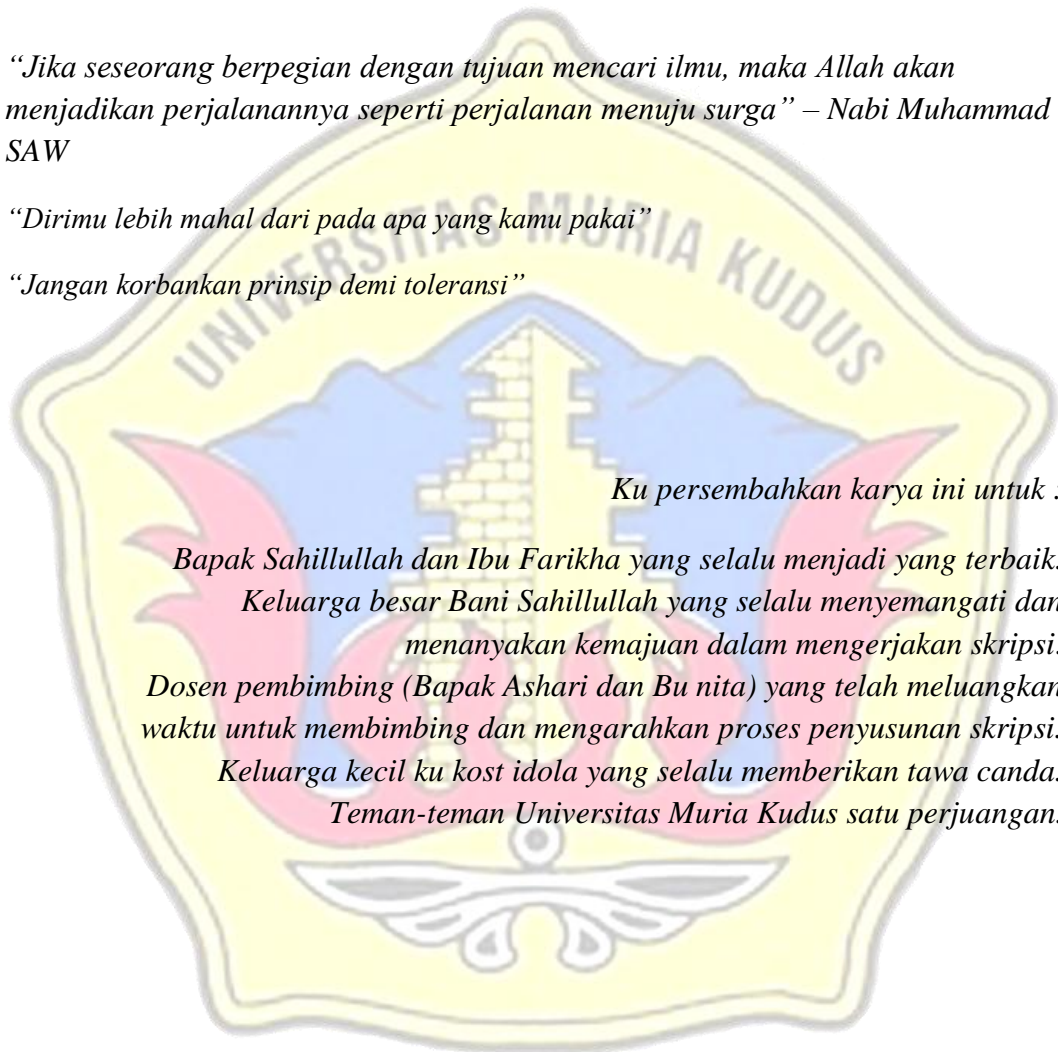 “Jika seseorang berpegian dengan tujuan mencari ilmu, maka Allah akan
menjadikan perjalanannya seperti perjalanan menuju surga” – Nabi Muhammad
SAW
“Dirimu lebih mahal dari pada apa yang kamu pakai”
“Jangan korbankan prinsip demi toleransi”
UNIVERSITAS MURIA KUDUS
Ku persembahkan karya ini untuk :
Bapak Sahillullah dan Ibu Farikha yang selalu menjadi yang terbaik.
Keluarga besar Bani Sahillullah yang selalu menyemangati dan
menanyakan kemajuan dalam mengerjakan skripsi.
Dosen pembimbing (Bapak Ashari dan Bu nita) yang telah meluangkan
waktu untuk membimbing dan mengarahkan proses penyusunan skripsi.
Keluarga kecil ku kost idola yang selalu memberikan tawa canda.
Teman-teman Universitas Muria Kudus satu perjuangan.